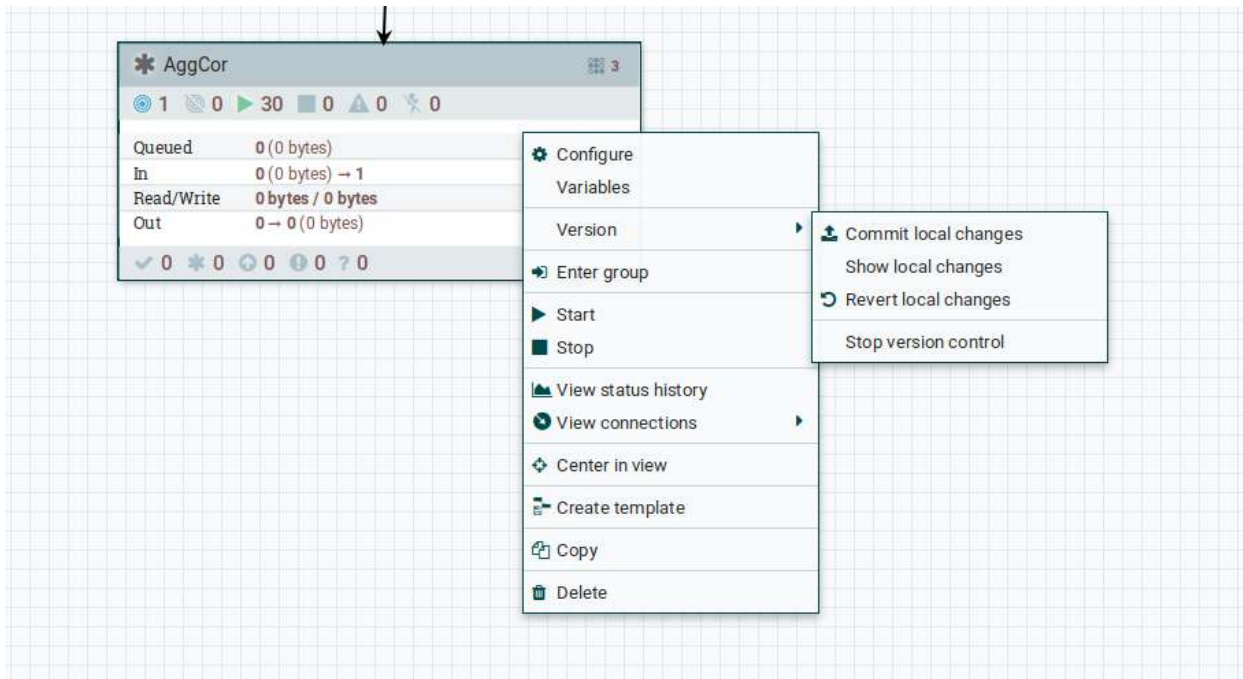 AggCor 3
1 0 30 0 0 0
Queued 0 (0 bytes)
In 0 (0 bytes) → 1
Read/Write 0 bytes / 0 bytes
Out 0 → 0 (0 bytes)
0 0 0 0 ? 0
Configure
Variables
Version
Enter group
Start
Stop
View status history
View connections
Center in view
Create template
Copy
Delete
Commit local changes
Show local changes
Revert local changes
Stop version control